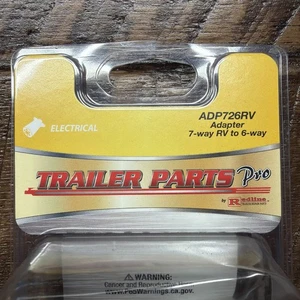 ADP726RV
Adapter
7-way RV to 6-way
ELECTRICAL
TRAILER PARTS Pro
by Redline
WARNING:
Cancer and Reproductive Harm
www.P65Warnings.ca.gov.